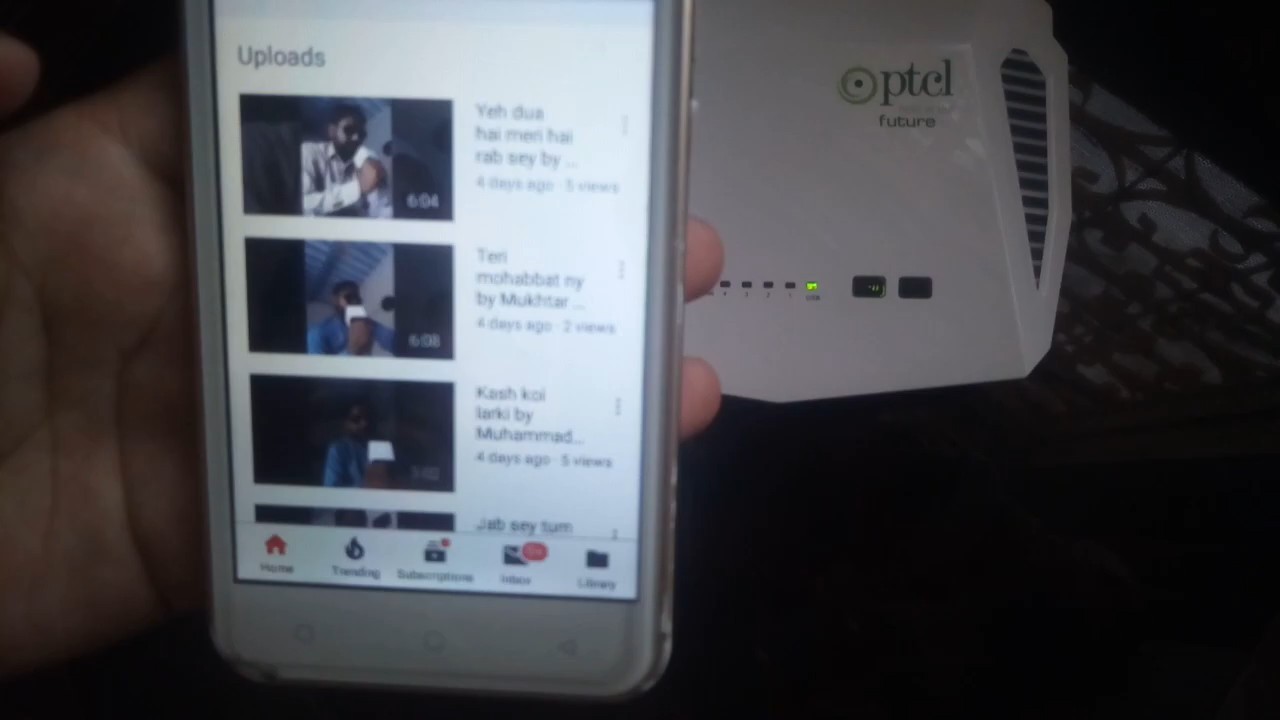 Uploads
Yeh dua
hai meri hai
rab sey by ...
4 days ago · 5 views
6:04
Teri
mohabbat ny
by Mukhtar ...
4 days ago · 2 views
6:08
Kash koi
larki by
Muhammad...
4 days ago · 5 views
Jab sey tum
Home
Trending
Subscriptions
Inbox
Library
ptcl
future